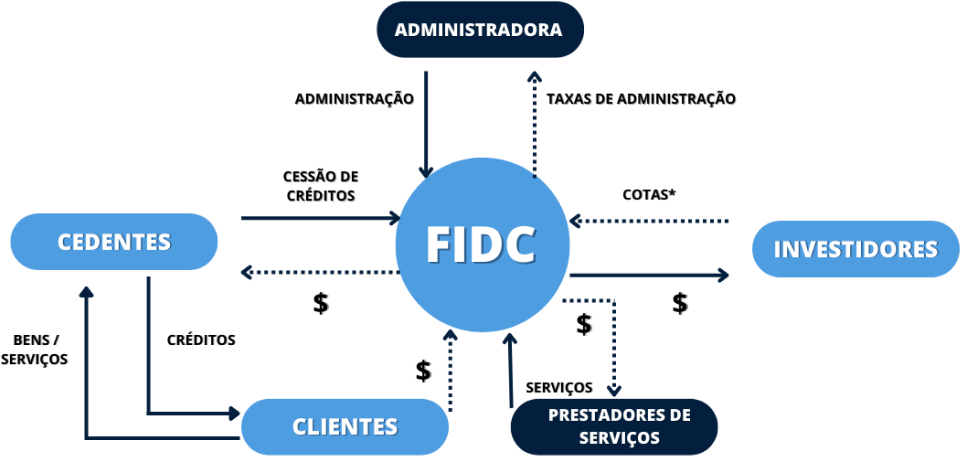 ADMINISTRADORA
ADMINISTRAÇÃO
TAXAS DE ADMINISTRAÇÃO
CESSÃO DE
CRÉDITOS
COTAS*
CEDENTES
FIDC
INVESTIDORES
$
$
$
BENS /
SERVIÇOS
CRÉDITOS
$
SERVIÇOS
CLIENTES
PRESTADORES DE
SERVIÇOS